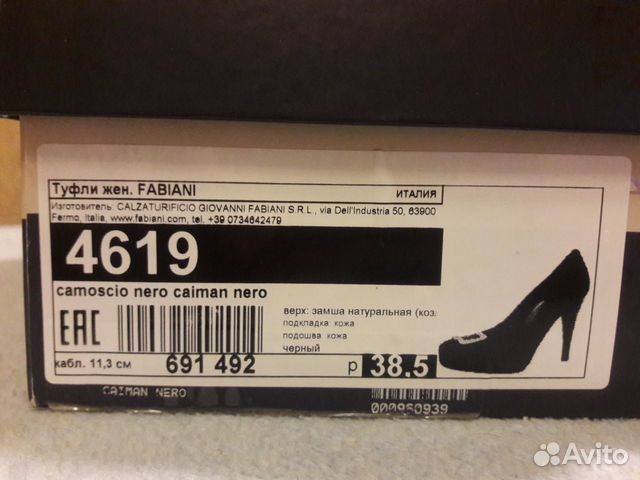 Туфли жен. FABIANI ИТАЛИЯ
Изготовитель: CALZATURIFICIO GIOVANNI FABIANI S.R.L., via Dell'Industria 50, 63900
Fermo, Italia, www.fabiani.com, tel. +39 0734642479
4619
camoscio nero caiman nero
верх: замша натуральная (коз
подкладка кожа
подошва кожа
черный
EAC
кабл. 11,3 см 691 492 р 38.5
CAIMAN NERO 000960939
Avito